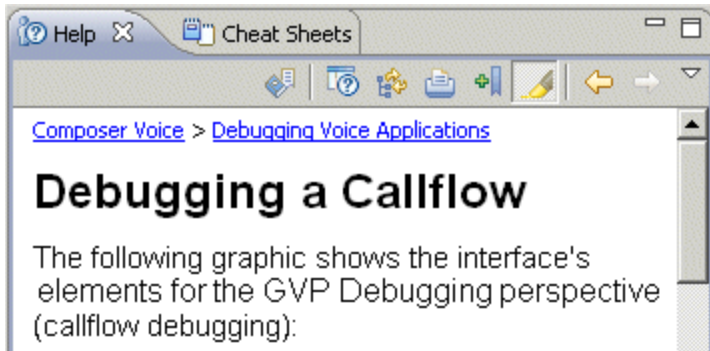 Help Cheat Sheets
Composer Voice > Debugging Voice Applications
Debugging a Callflow
The following graphic shows the interface's
elements for the GVP Debugging perspective
(callflow debugging):